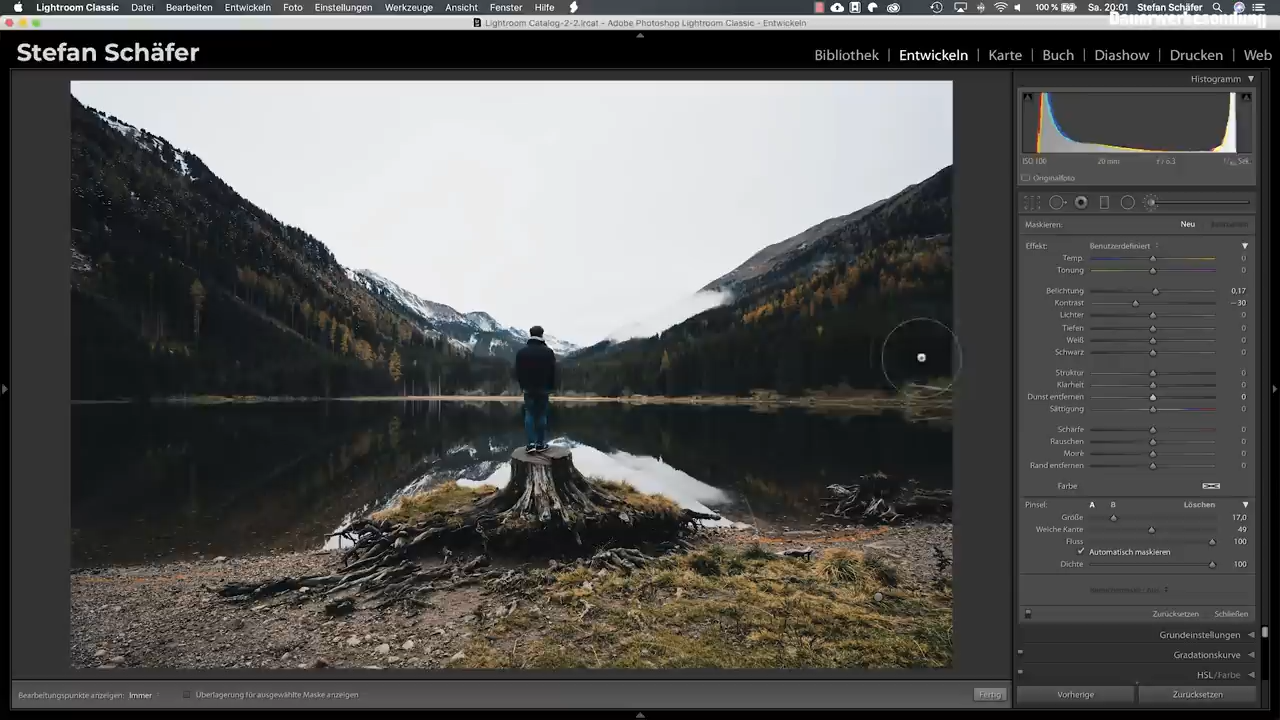 Lightroom Classic Datei Bearbeiten Entwickeln Foto Einstellungen Werkzeuge Ansicht Fenster Hilfe 100 % Sa. 20:01 Stefan Schäfer
Dauerwerbesendung
Lightroom Catalog-2-2.lrcat - Adobe Photoshop Lightroom Classic - Entwickeln
Stefan Schäfer
Bibliothek | Entwickeln | Karte | Buch | Diashow | Drucken | Web
Histogramm
ISO 100 20 mm f / 6,3 Sek.
Originalfoto
Maskieren: Neu
Effekt: Benutzerdefiniert
Temp. 0
Tonung 0
Belichtung 0,17
Kontrast −30
Lichter 0
Tiefen 0
Weiß 0
Schwarz 0
Struktur 0
Klarheit 0
Dunst entfernen 0
Sättigung 0
Schärfe 0
Rauschen 0
Moiré 0
Rand entfernen 0
Farbe
Pinsel: A B Löschen
Größe 17,0
Weiche Kante 49
Fluss 100
Automatisch maskieren
Dichte 100
Zurücksetzen Schließen
Grundeinstellungen
Gradationskurve
HSL / Farbe
Bearbeitungspunkte anzeigen: Immer Überlagerung für ausgewählte Maske anzeigen Fertig
Vorherige Zurücksetzen